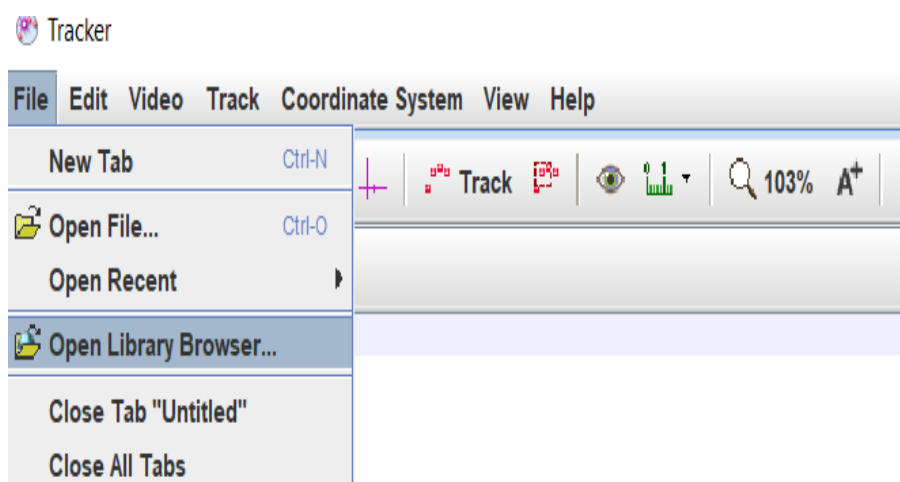 Tracker
File Edit Video Track Coordinate System View Help
New Tab Ctrl-N
Track 103% A+
Open File... Ctrl-O
Open Recent
Open Library Browser...
Close Tab "Untitled"
Close All Tabs